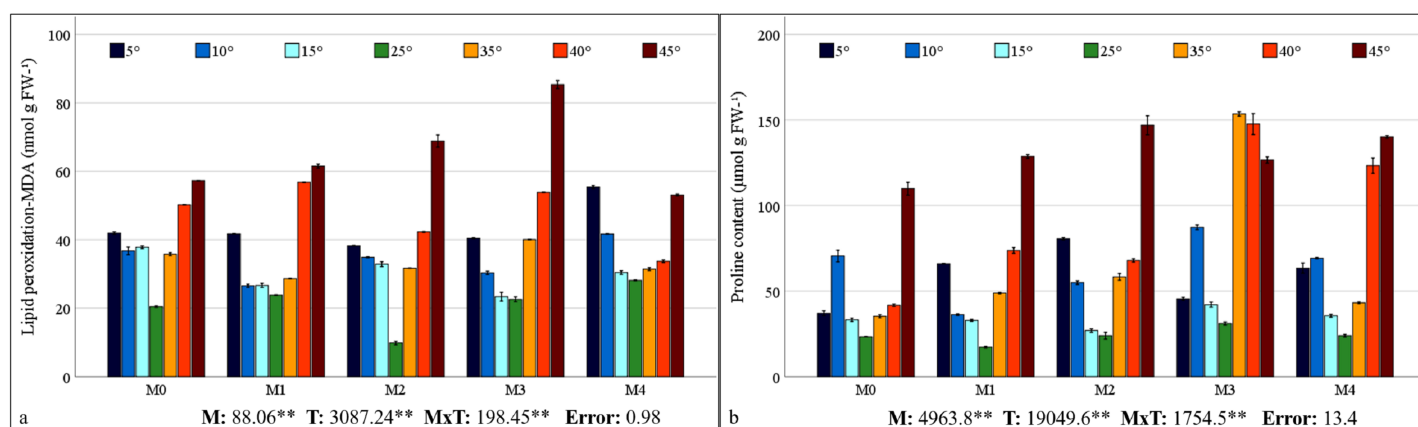 100
80
60
40
20
0
Lipid peroxidation-MDA (nmol g FW-¹)
5° 10° 15° 25° 35° 40° 45°
M0 M1 M2 M3 M4
a M: 88.06** T: 3087.24** MxT: 198.45** Error: 0.98
200
150
100
50
0
Proline content (μmol g FW-¹)
5° 10° 15° 25° 35° 40° 45°
M0 M1 M2 M3 M4
b M: 4963.8** T: 19049.6** MxT: 1754.5** Error: 13.4